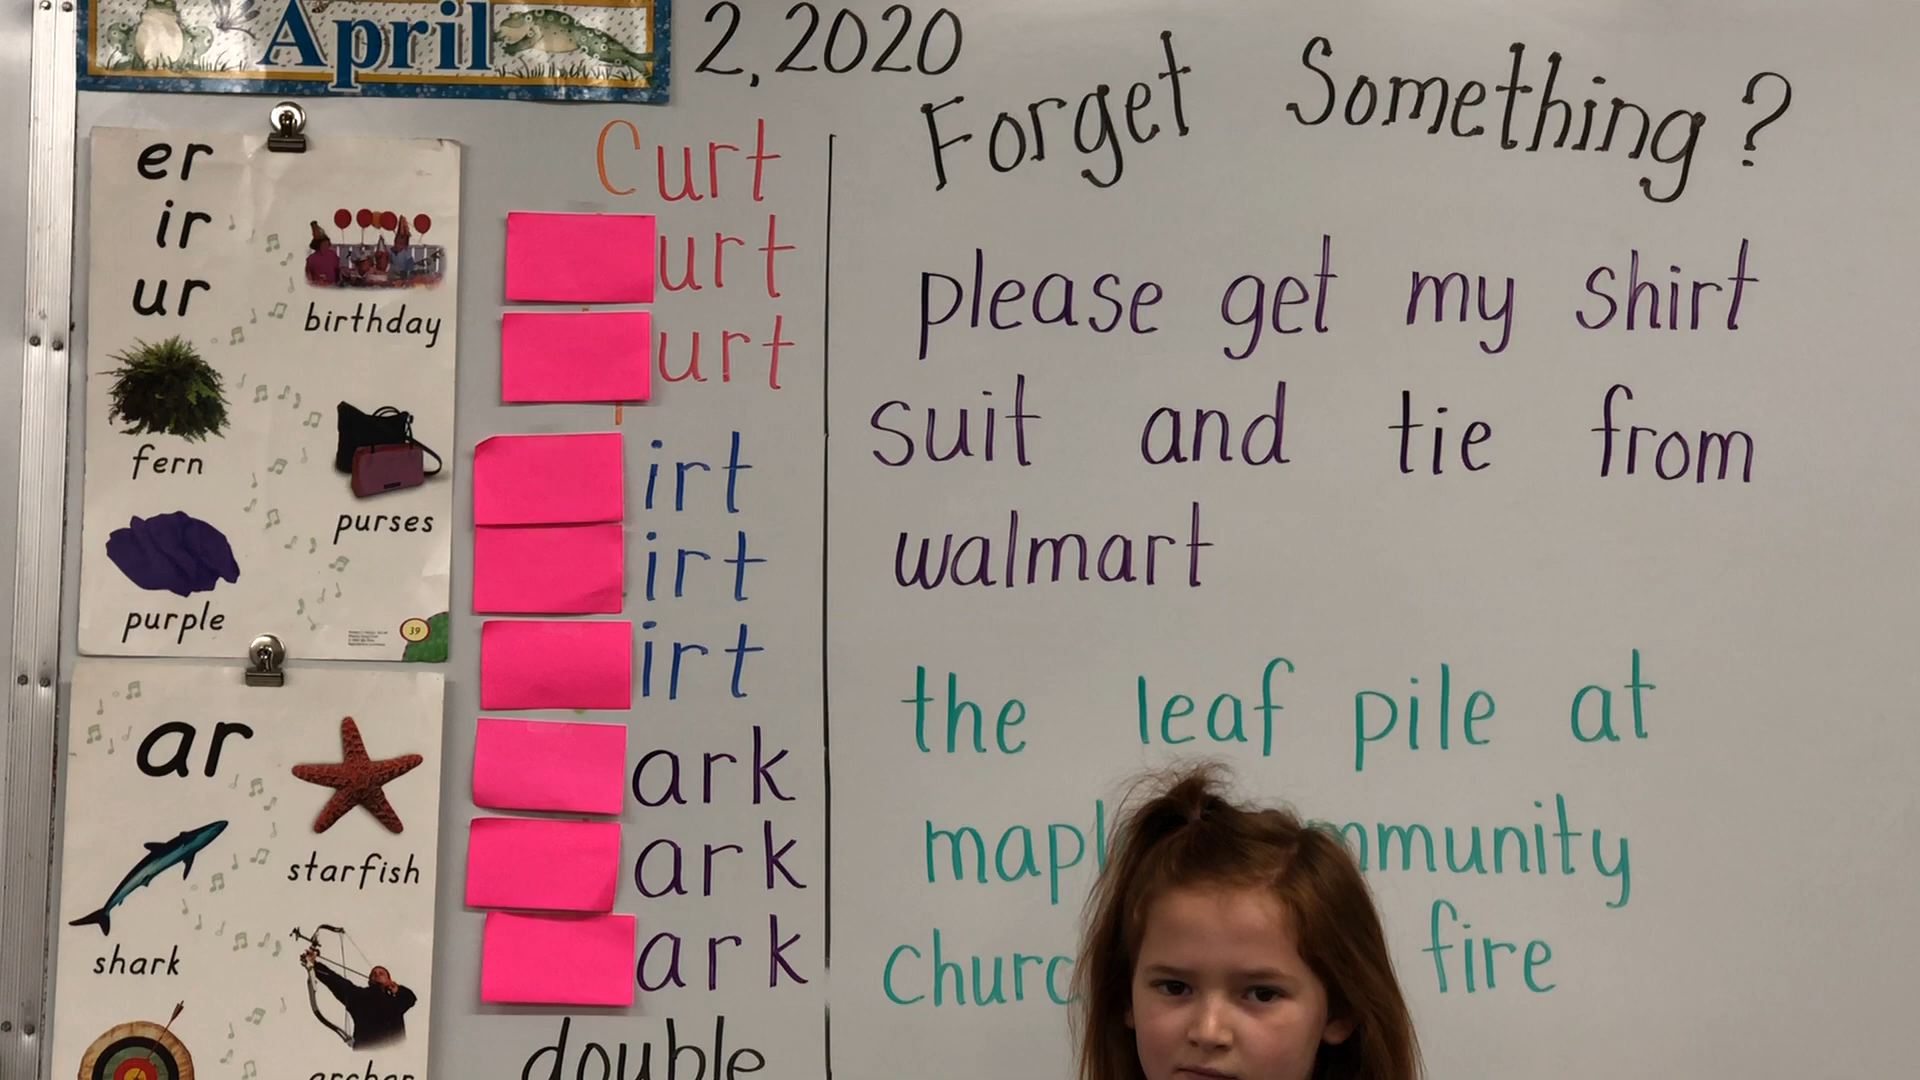 April 2, 2020
er
ir
ur
birthday
fern
purses
purple
39
ar
starfish
shark
Curt
urt
urt
irt
irt
irt
ark
ark
ark
double
Forget Something?
please get my shirt
suit and tie from
walmart
the leaf pile at
fire